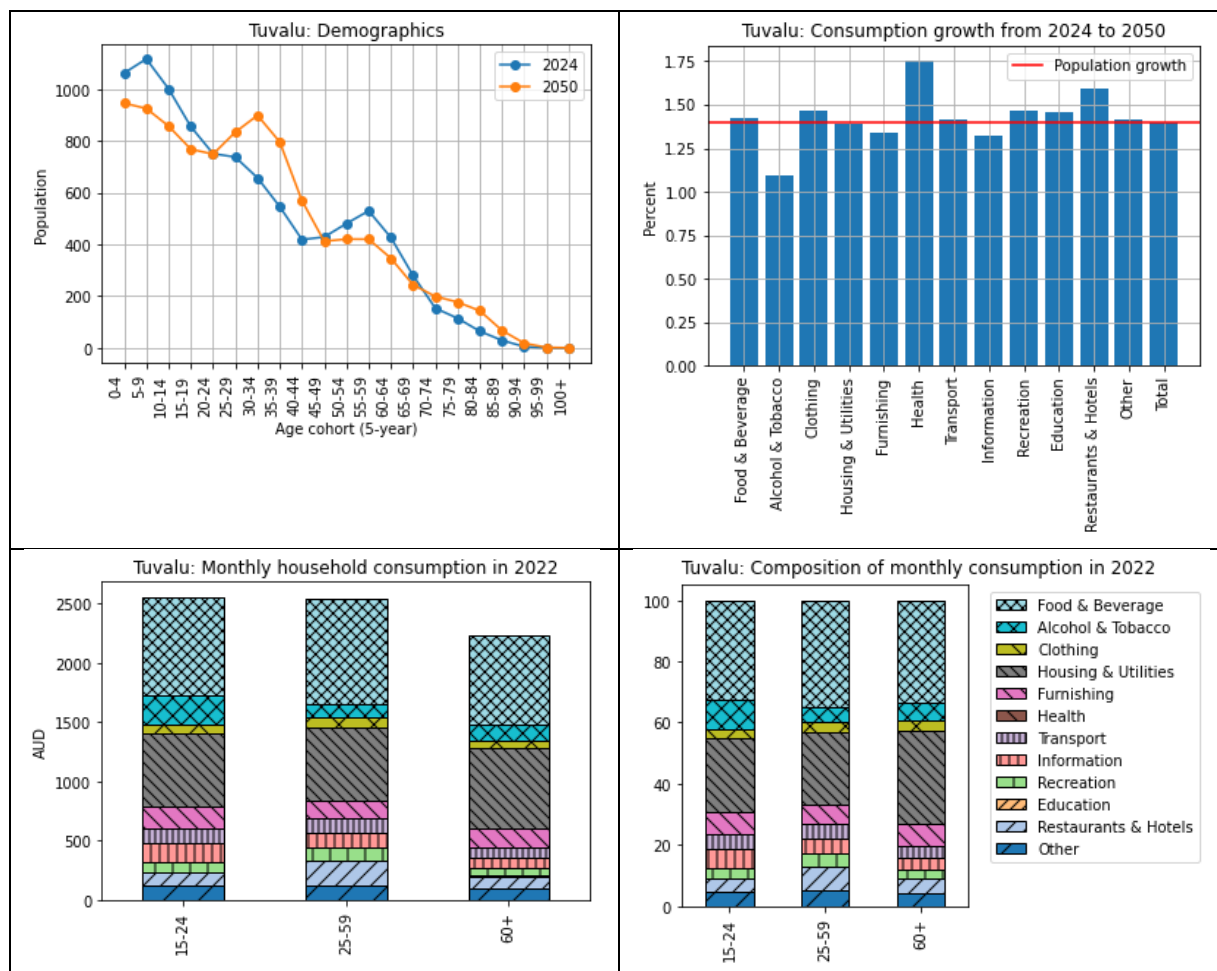 Tuvalu: Demographics
2024
2050
1000
800
600
400
200
0
Population
0-4
5-9
10-14
15-19
20-24
25-29
30-34
35-39
40-44
45-49
50-54
55-59
60-64
65-69
70-74
75-79
80-84
85-89
90-94
95-99
100+
Age cohort (5-year)
Tuvalu: Consumption growth from 2024 to 2050
Population growth
1.75
1.50
1.25
1.00
0.75
0.50
0.25
0.00
Percent
Food & Beverage
Alcohol & Tobacco
Clothing
Housing & Utilities
Furnishing
Health
Transport
Information
Recreation
Education
Restaurants & Hotels
Other
Total
Tuvalu: Monthly household consumption in 2022
2500
2000
1500
1000
500
0
AUD
15-24
25-59
60+
Tuvalu: Composition of monthly consumption in 2022
100
80
60
40
20
0
15-24
25-59
60+
Food & Beverage
Alcohol & Tobacco
Clothing
Housing & Utilities
Furnishing
Health
Transport
Information
Recreation
Education
Restaurants & Hotels
Other